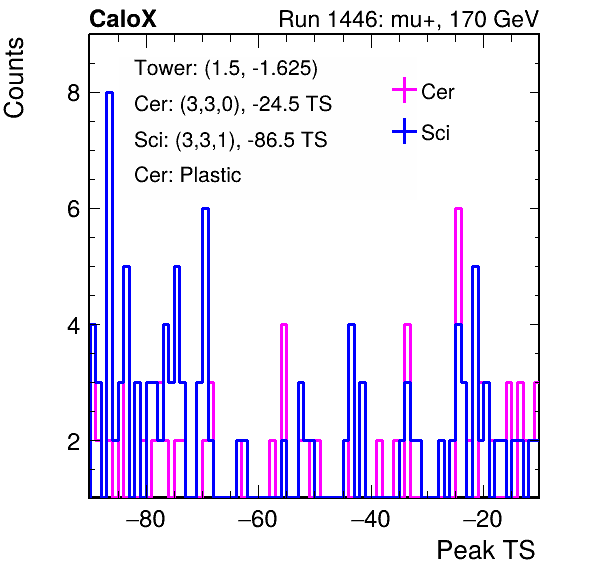 CaloX Run 1446: mu+, 170 GeV
Counts
Tower: (1.5, -1.625)
Cer: (3,3,0), -24.5 TS
Sci: (3,3,1), -86.5 TS
Cer: Plastic
Cer
Sci
8
6
4
2
−80 −60 −40 −20
Peak TS